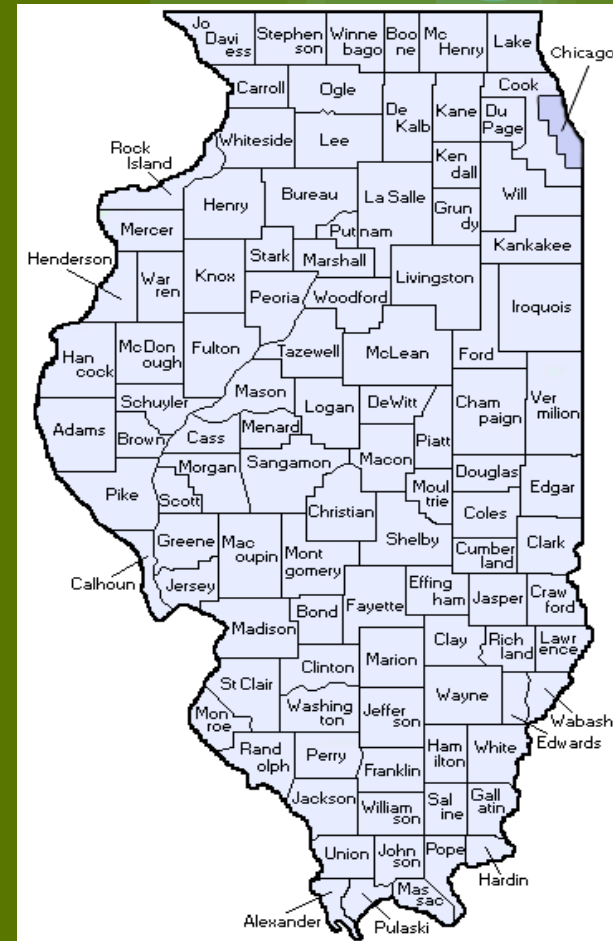 Jo
Davi
ess
Stephen
son
Winne
bago
Boo
ne
Mc
Henry
Lake
Chicago
Cook
Carroll
Ogle
De
Kalb
Kane
Du
Page
Whiteside
Lee
Rock
Island
Ken
dall
Will
Henry
Bureau
La Salle
Grun
dy
Putnam
Mercer
Kankakee
Henderson
War
ren
Knox
Stark
Marshall
Livingston
Peoria
Woodford
Iroquois
Han
cock
McDon
ough
Fulton
Tazewell
McLean
Ford
Schuyler
Mason
Logan
DeWitt
Cham
paign
Ver
milion
Adams
Brown
Cass
Menard
Piatt
Morgan
Sangamon
Macon
Douglas
Pike
Scott
Christian
Moul
trie
Edgar
Coles
Greene
Mac
oupin
Mont
gomery
Shelby
Cumber
land
Clark
Calhoun
Jersey
Effing
ham
Jasper
Craw
ford
Bond
Fayette
Madison
Clay
Rich
land
Lawr
ence
Clinton
Marion
St Clair
Wayne
Washing
ton
Jeffer
son
Wabash
Edwards
Mon
roe
Rand
olph
Perry
Ham
ilton
White
Franklin
Jackson
William
son
Sal
ine
Gall
atin
Union
John
son
Pope
Hardin
Mas
sac
Alexander
Pulaski